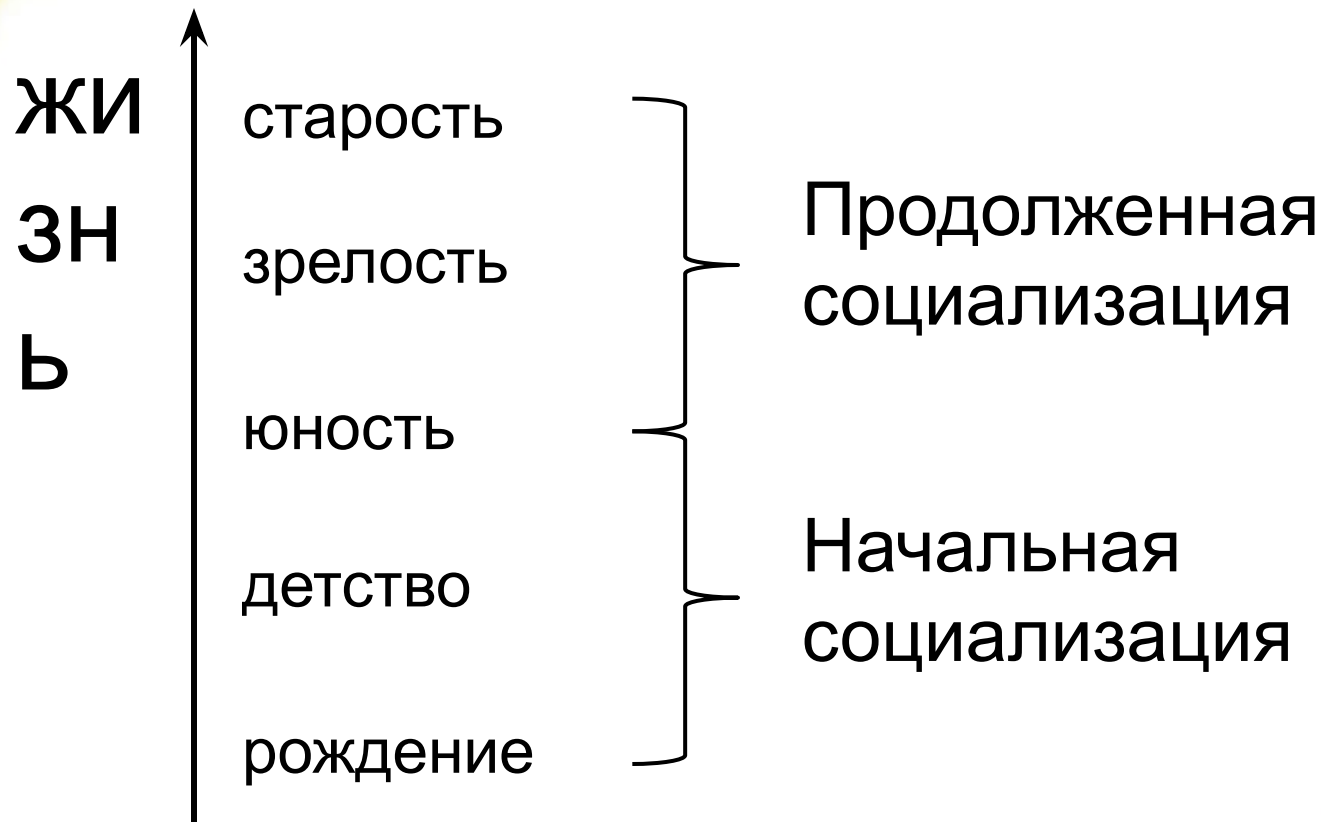 жи
зн
ь
старость
зрелость
юность
детство
рождение
Продолженная
социализация
Начальная
социализация